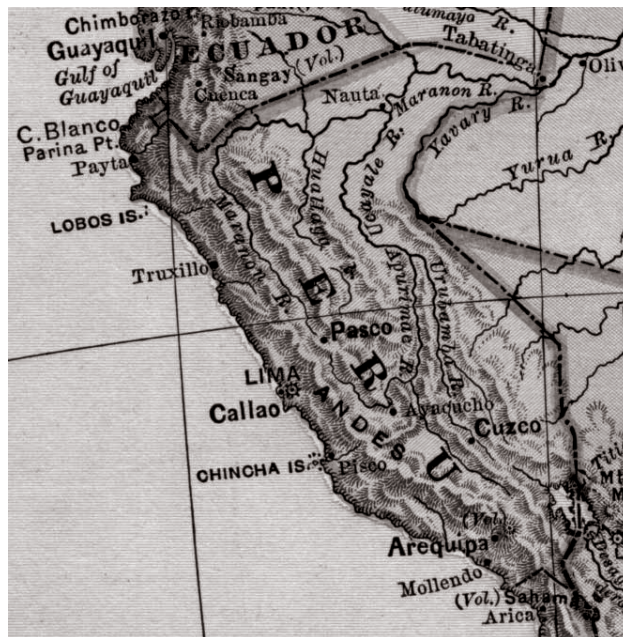 Chimborazo
Riobamba
Guayaquil
ECUADOR
Gulf of
Guayaquil
Sangay (Vol.)
Cuenca
Tabatinga
Nauta
Maranon R.
Yavary R.
Yurua R.
C. Blanco
Parina Pt.
Payta
LOBOS IS.
Huallaga R.
Ucayale R.
Maranon R.
Truxillo
PERU
Apurimac R.
Urubamba R.
Pasco
LIMA
ANDES
Callao
Ayaqucho
Cuzco
CHINCHA IS.
Pisco
(Vol.)
Arequipa
Mollendo
(Vol.) Sahama
Arica